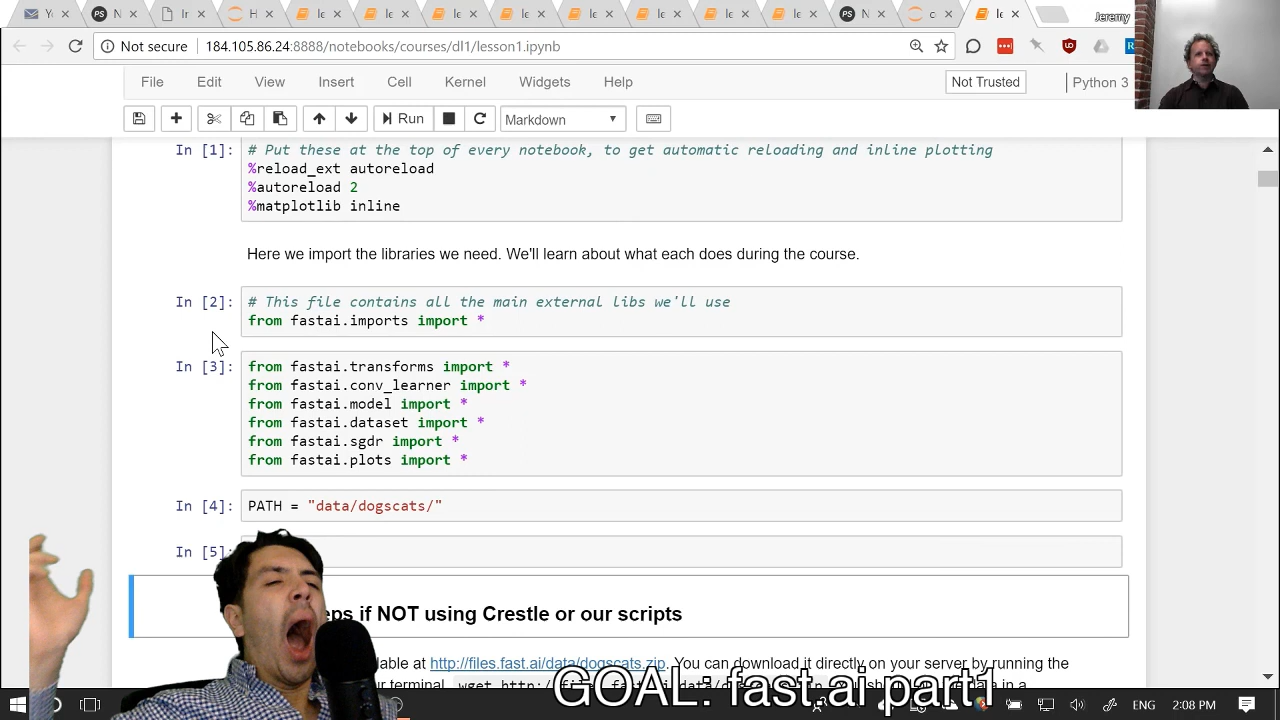 Jeremy
Not secure
184.105.86.24:8888/notebooks/courses/dl1/lesson1.ipynb
File Edit View Insert Cell Kernel Widgets Help
Not Trusted
Python 3
Run
Markdown
In [1]:
# Put these at the top of every notebook, to get automatic reloading and inline plotting
%reload_ext autoreload
%autoreload 2
%matplotlib inline
Here we import the libraries we need. We'll learn about what each does during the course.
In [2]:
# This file contains all the main external libs we'll use
from fastai.imports import *
In [3]:
from fastai.transforms import *
from fastai.conv_learner import *
from fastai.model import *
from fastai.dataset import *
from fastai.sgdr import *
from fastai.plots import *
In [4]:
PATH = "data/dogscats/"
In [5]:
if NOT using Crestle or our scripts
at http://files.fast.ai/data/dogscats.zip. You can download it directly on your server by running the
terminal
GOAL: fast.ai part1
ENG 2:08 PM